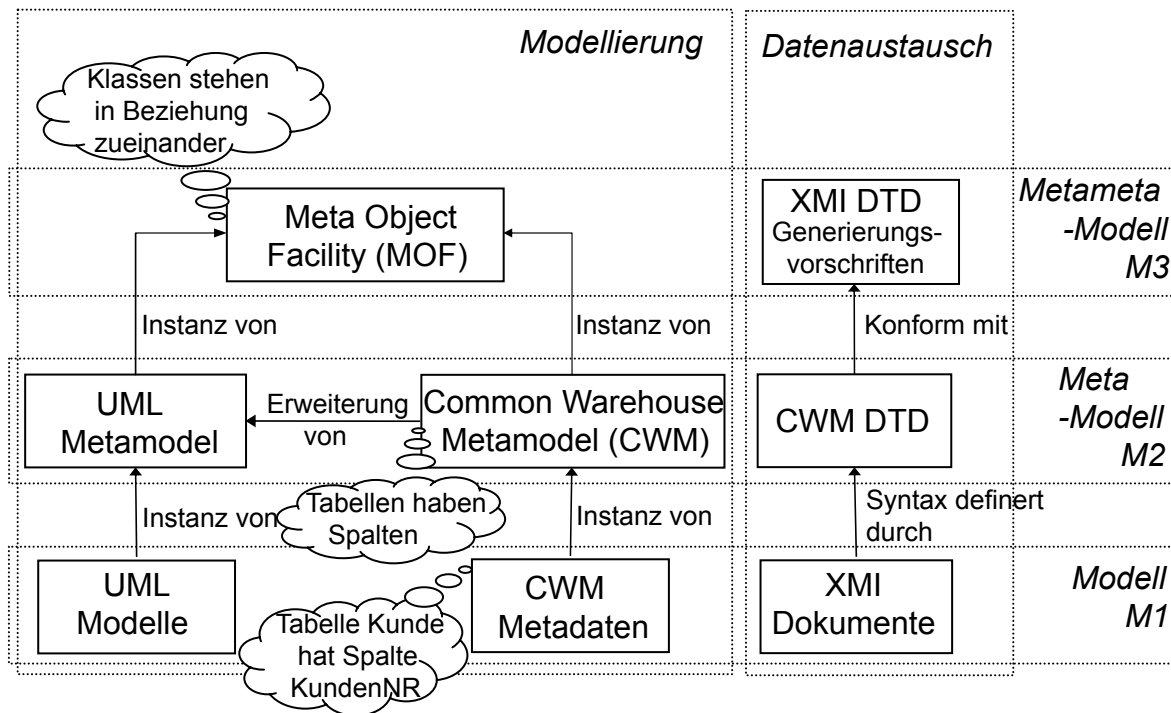 Modellierung
Datenaustausch
Klassen stehen
in Beziehung
zueinander
Meta Object
Facility (MOF)
XMI DTD
Generierungs-
vorschriften
Metameta
-Modell
M3
Instanz von
Instanz von
Konform mit
UML
Metamodel
Erweiterung
von
Common Warehouse
Metamodel (CWM)
CWM DTD
Meta
-Modell
M2
Instanz von
Tabellen haben
Spalten
Instanz von
Syntax definert
durch
UML
Modelle
Tabelle Kunde
hat Spalte
KundenNR
CWM
Metadaten
XMI
Dokumente
Modell
M1